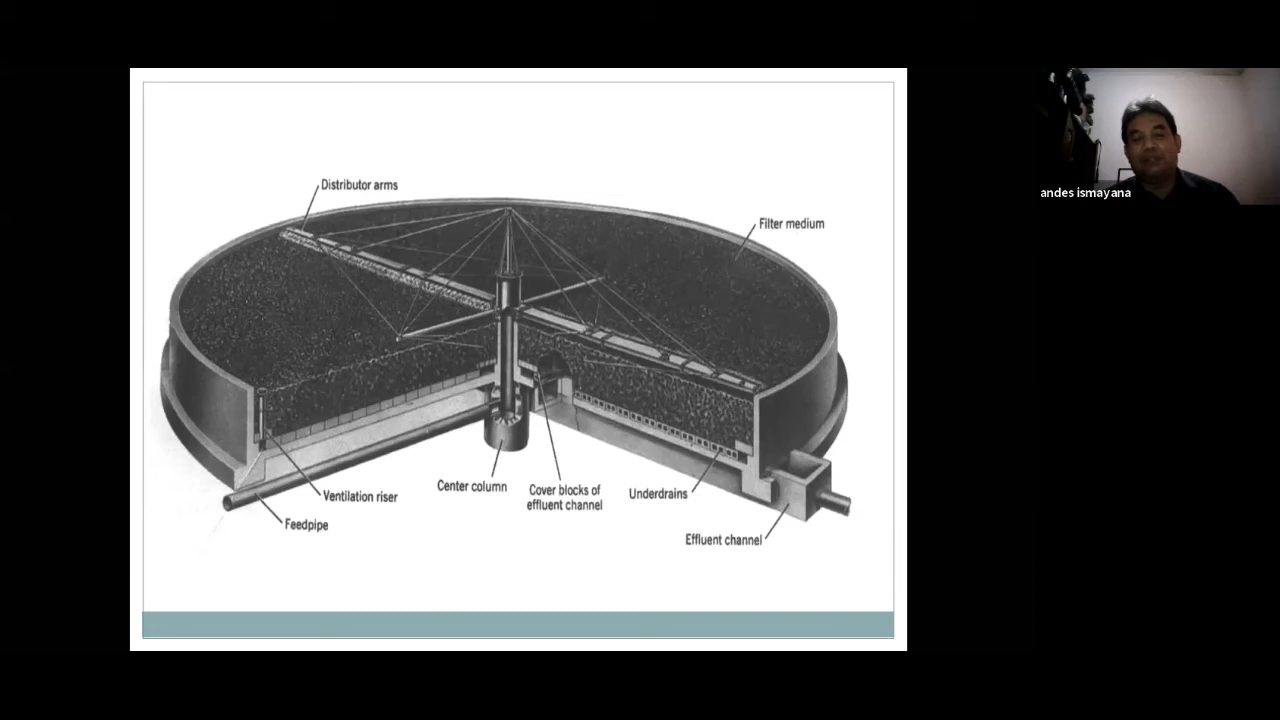 Distributor arms
Filter medium
andes ismayana
Ventilation riser
Feedpipe
Center column
Cover blocks of
effluent channel
Underdrains
Effluent channel